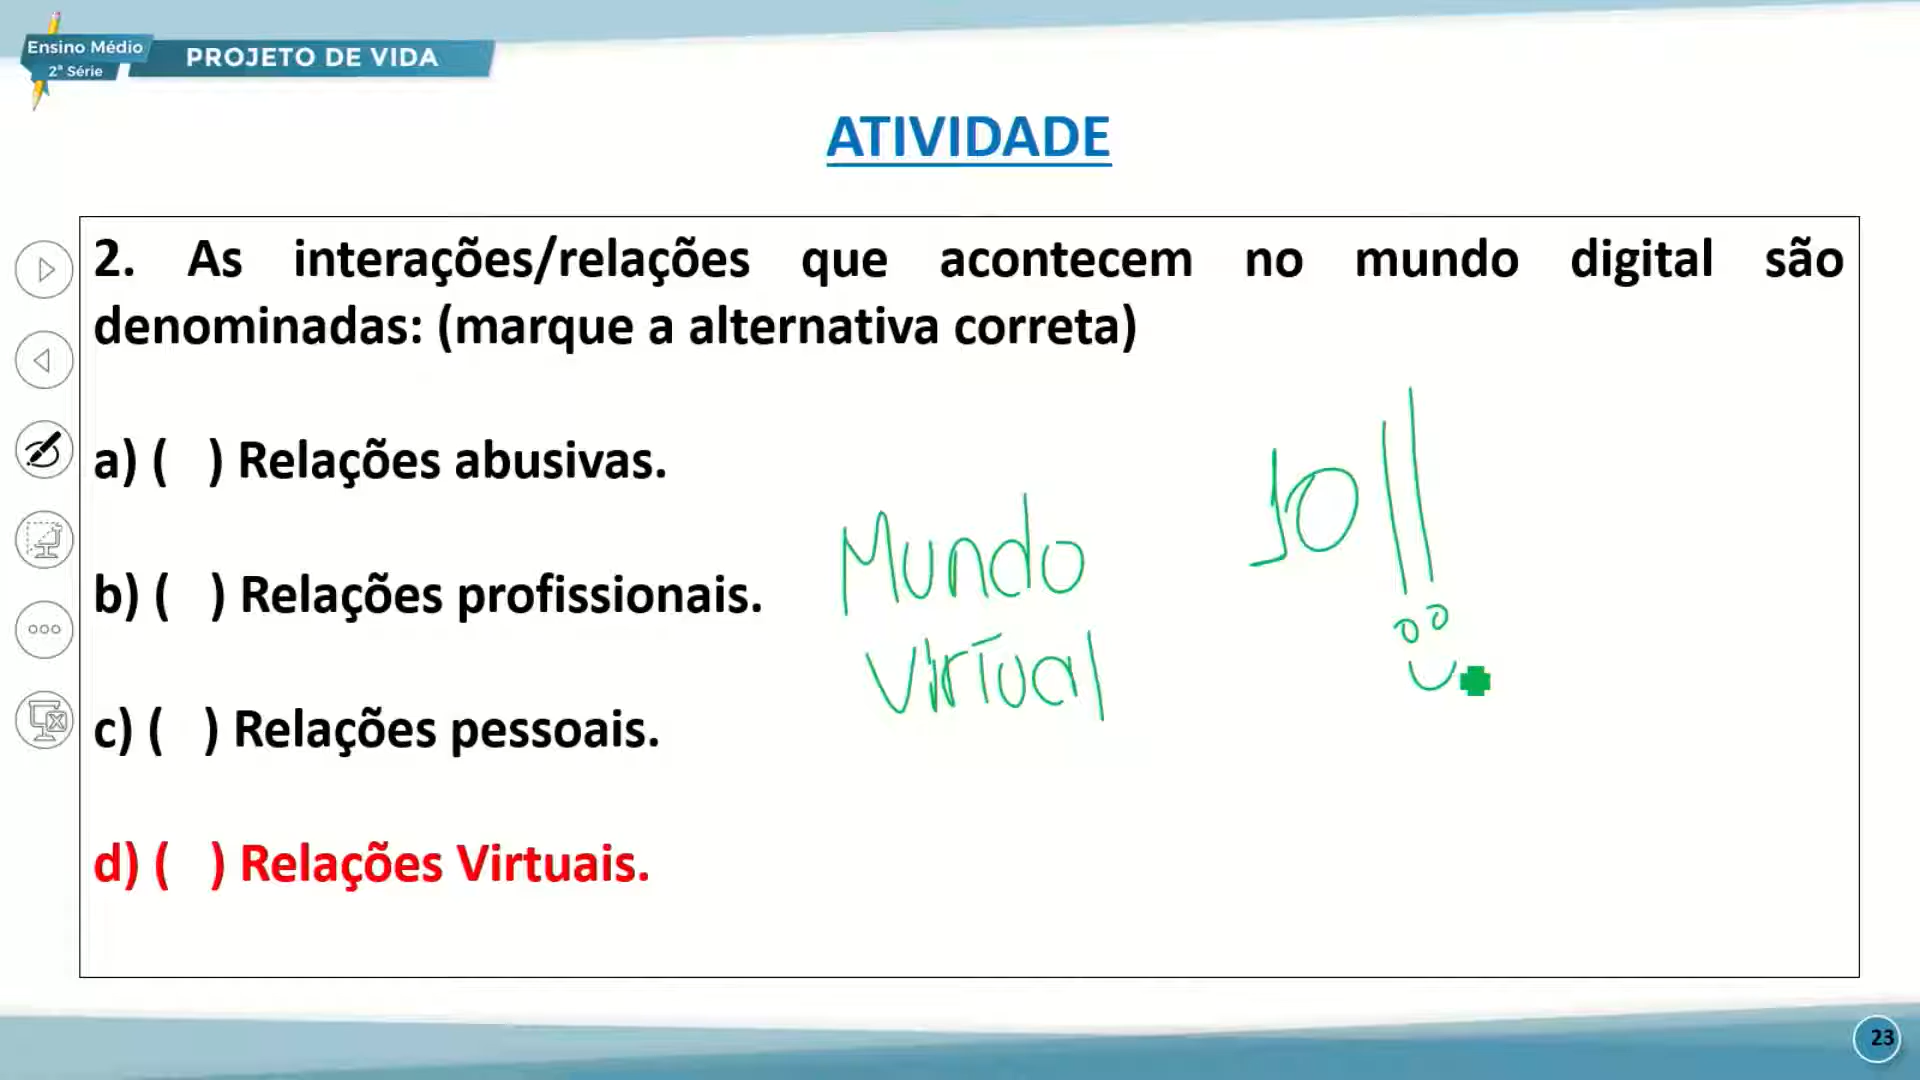 Ensino Médio
2ª Série
PROJETO DE VIDA
ATIVIDADE
2. As interações/relações que acontecem no mundo digital são
denominadas: (marque a alternativa correta)
a) ( ) Relações abusivas.
b) ( ) Relações profissionais.
c) ( ) Relações pessoais.
d) ( ) Relações Virtuais.
Mundo
Virtual
10!!
23